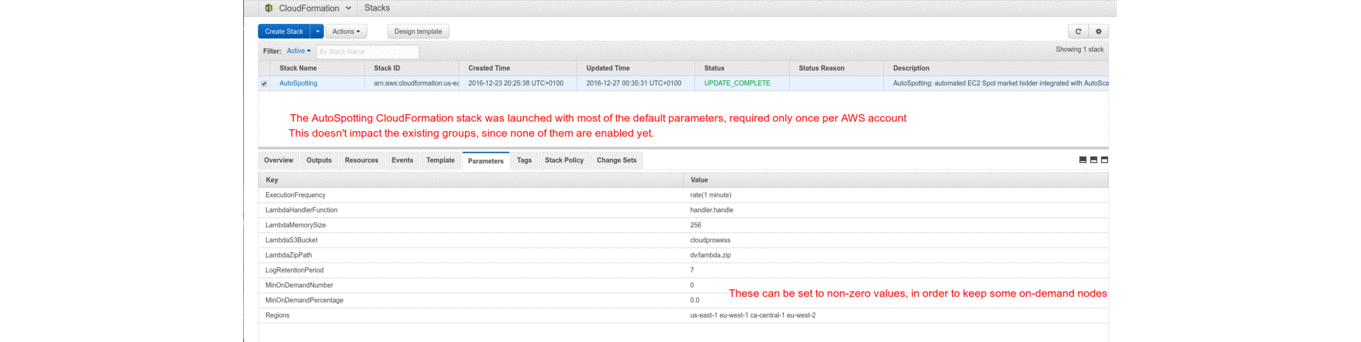 CloudFormation Stacks
Create Stack Actions Design template
Filter: Active By Stack Name Showing 1 stack
Stack Name Stack ID Created Time Updated Time Status Status Reason Description
AutoSpotting arn:aws:cloudformation:us-ea 2016-12-23 20:25:38 UTC+0100 2016-12-27 00:35:31 UTC+0100 UPDATE_COMPLETE AutoSpotting: automated EC2 Spot market bidder integrated with AutoSca
The AutoSpotting CloudFormation stack was launched with most of the default parameters, required only once per AWS account
This doesn't impact the existing groups, since none of them are enabled yet.
Overview Outputs Resources Events Template Parameters Tags Stack Policy Change Sets
Key Value
ExecutionFrequency rate(1 minute)
LambdaHandlerFunction handler.handle
LambdaMemorySize 256
LambdaS3Bucket cloudprowess
LambdaZipPath dv/lambda.zip
LogRetentionPeriod 7
MinOnDemandNumber 0
These can be set to non-zero values, in order to keep some on-demand nodes
MinOnDemandPercentage 0.0
Regions us-east-1 eu-west-1 ca-central-1 eu-west-2